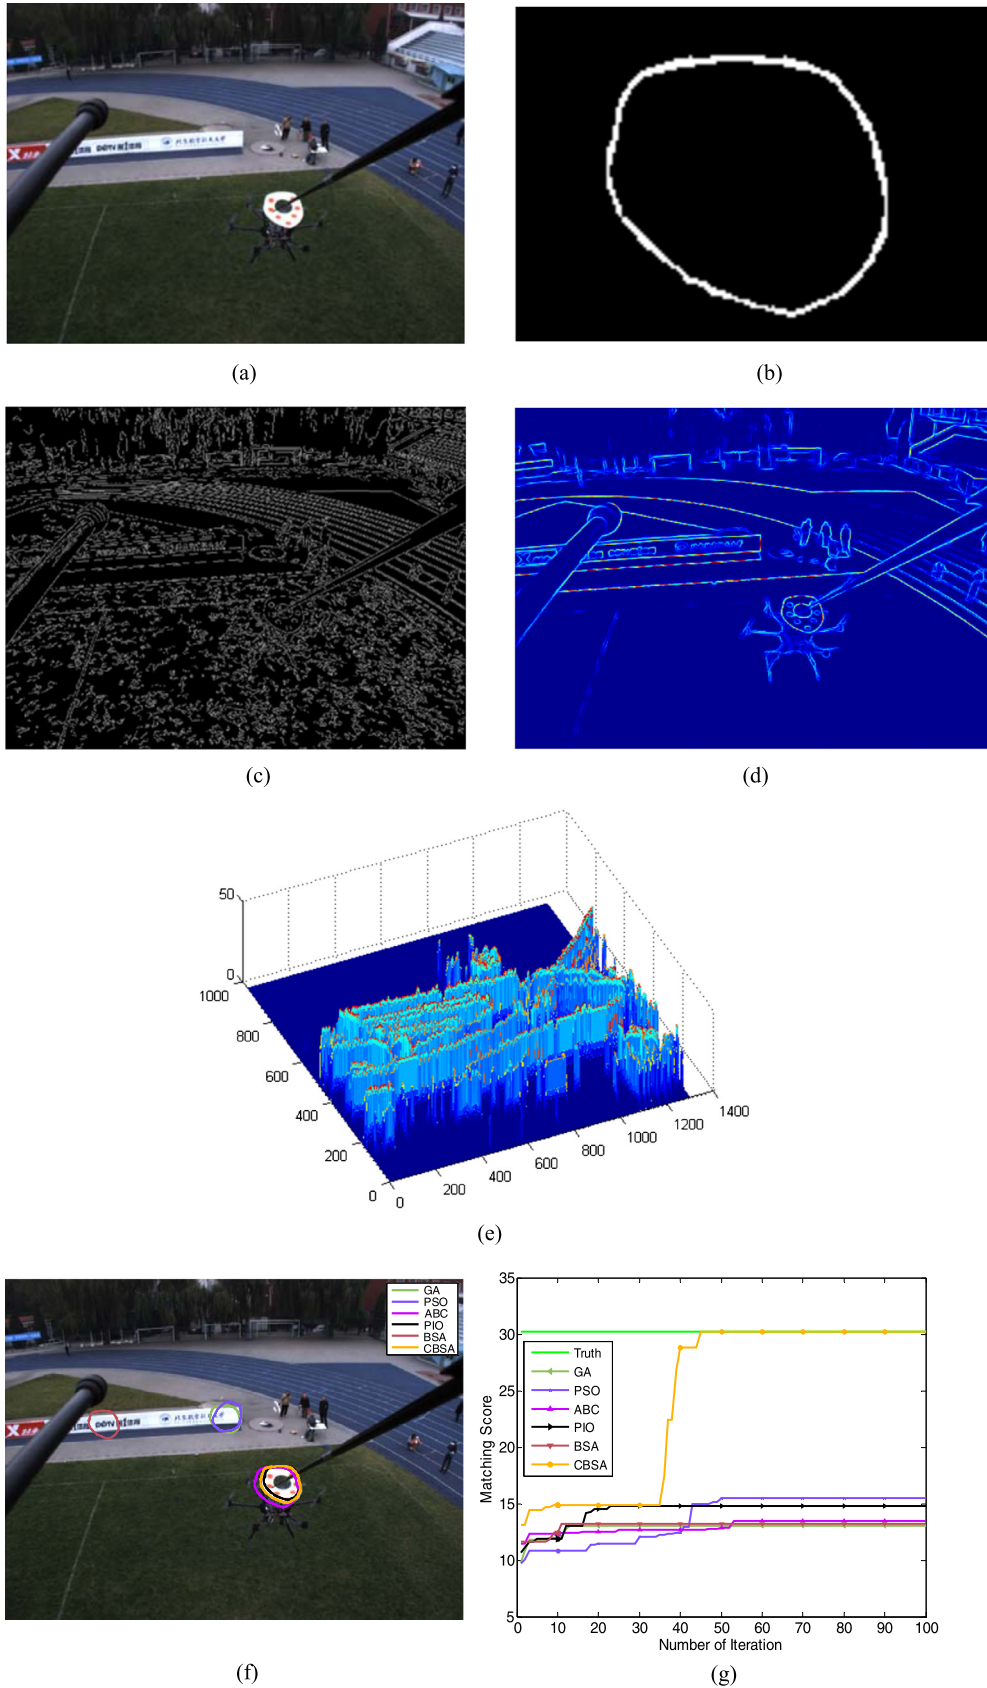 (a)
(b)
(c)
(d)
50
0
1000
800
600
400
200
0
0
200
400
600
800
1000
1200
1400
(e)
GA
PSO
ABC
PIO
BSA
CBSA
(f)
35
30
25
20
15
10
5
Matching Score
Truth
GA
PSO
ABC
PIO
BSA
CBSA
0 10 20 30 40 50 60 70 80 90 100
Number of Iteration
(g)